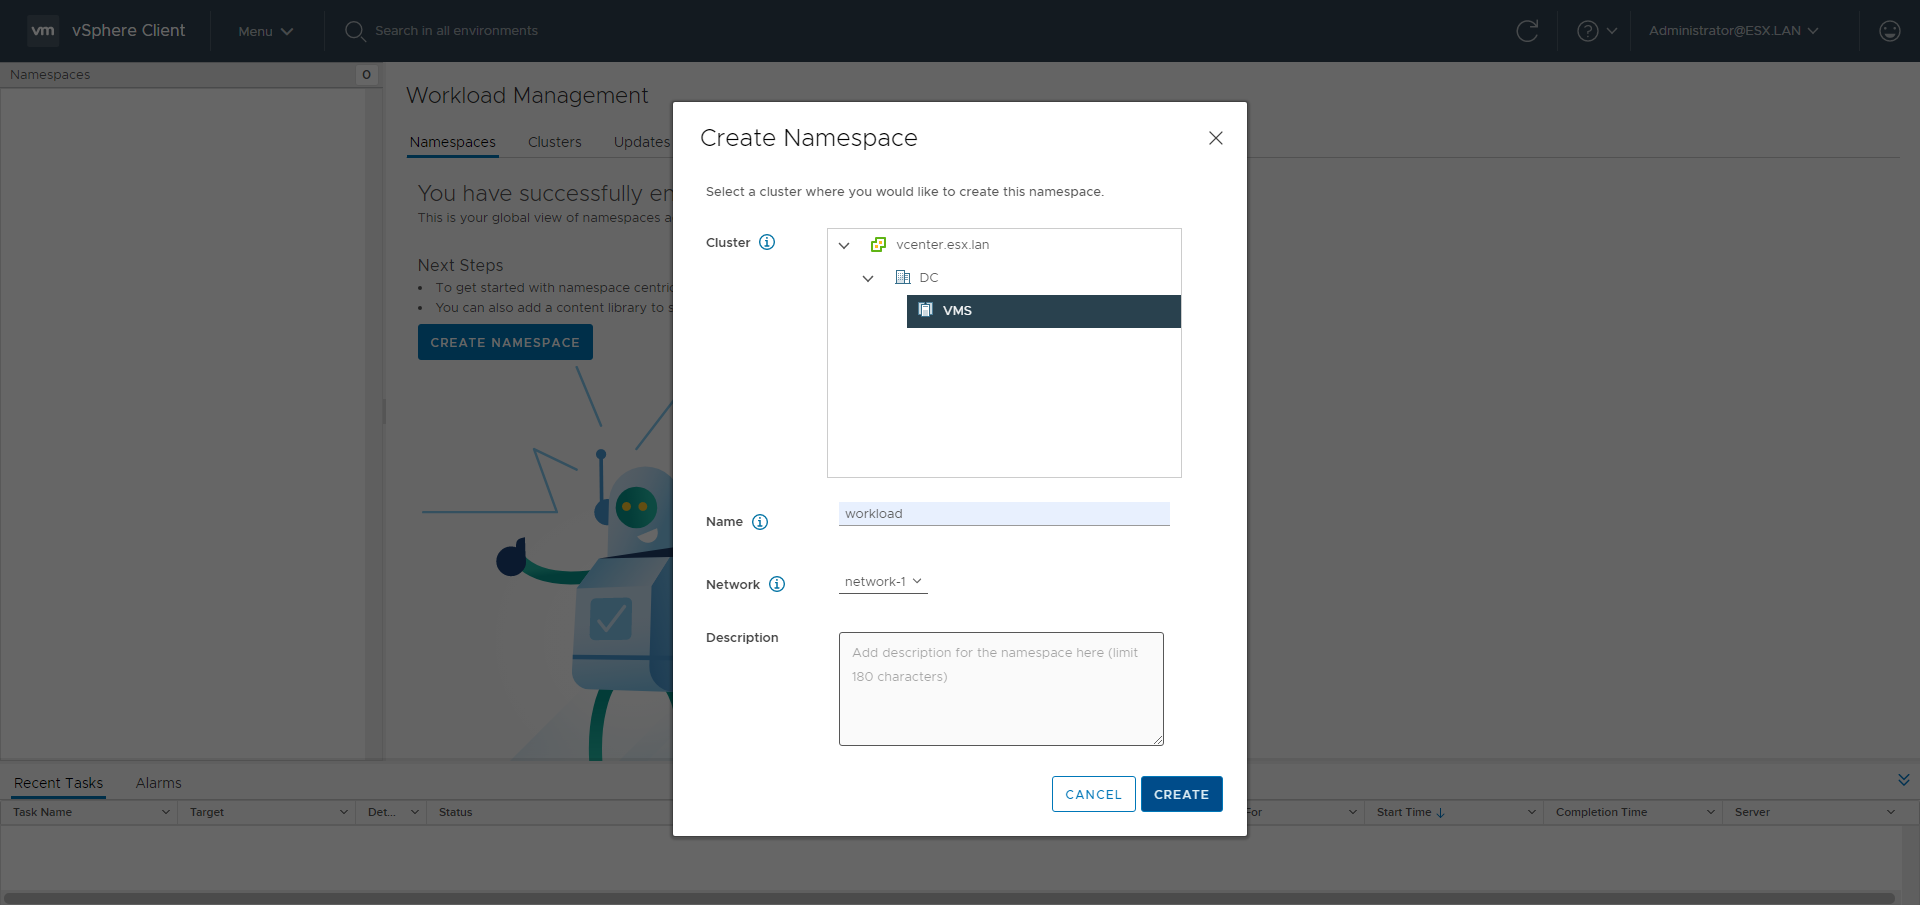 vm vSphere Client Menu Search in all environments Administrator@ESX.LAN
Namespaces 0
Workload Management
Namespaces Clusters Updates
You have successfully en
This is your global view of namespaces a
Next Steps
To get started with namespace centric
You can also add a content library to s
CREATE NAMESPACE
Create Namespace
Select a cluster where you would like to create this namespace.
Cluster
vcenter.esx.lan
DC
VMS
Name workload
Network network-1
Description
Add description for the namespace here (limit
180 characters)
CANCEL CREATE
Recent Tasks Alarms
Task Name Target Det... Status For Start Time Completion Time Server